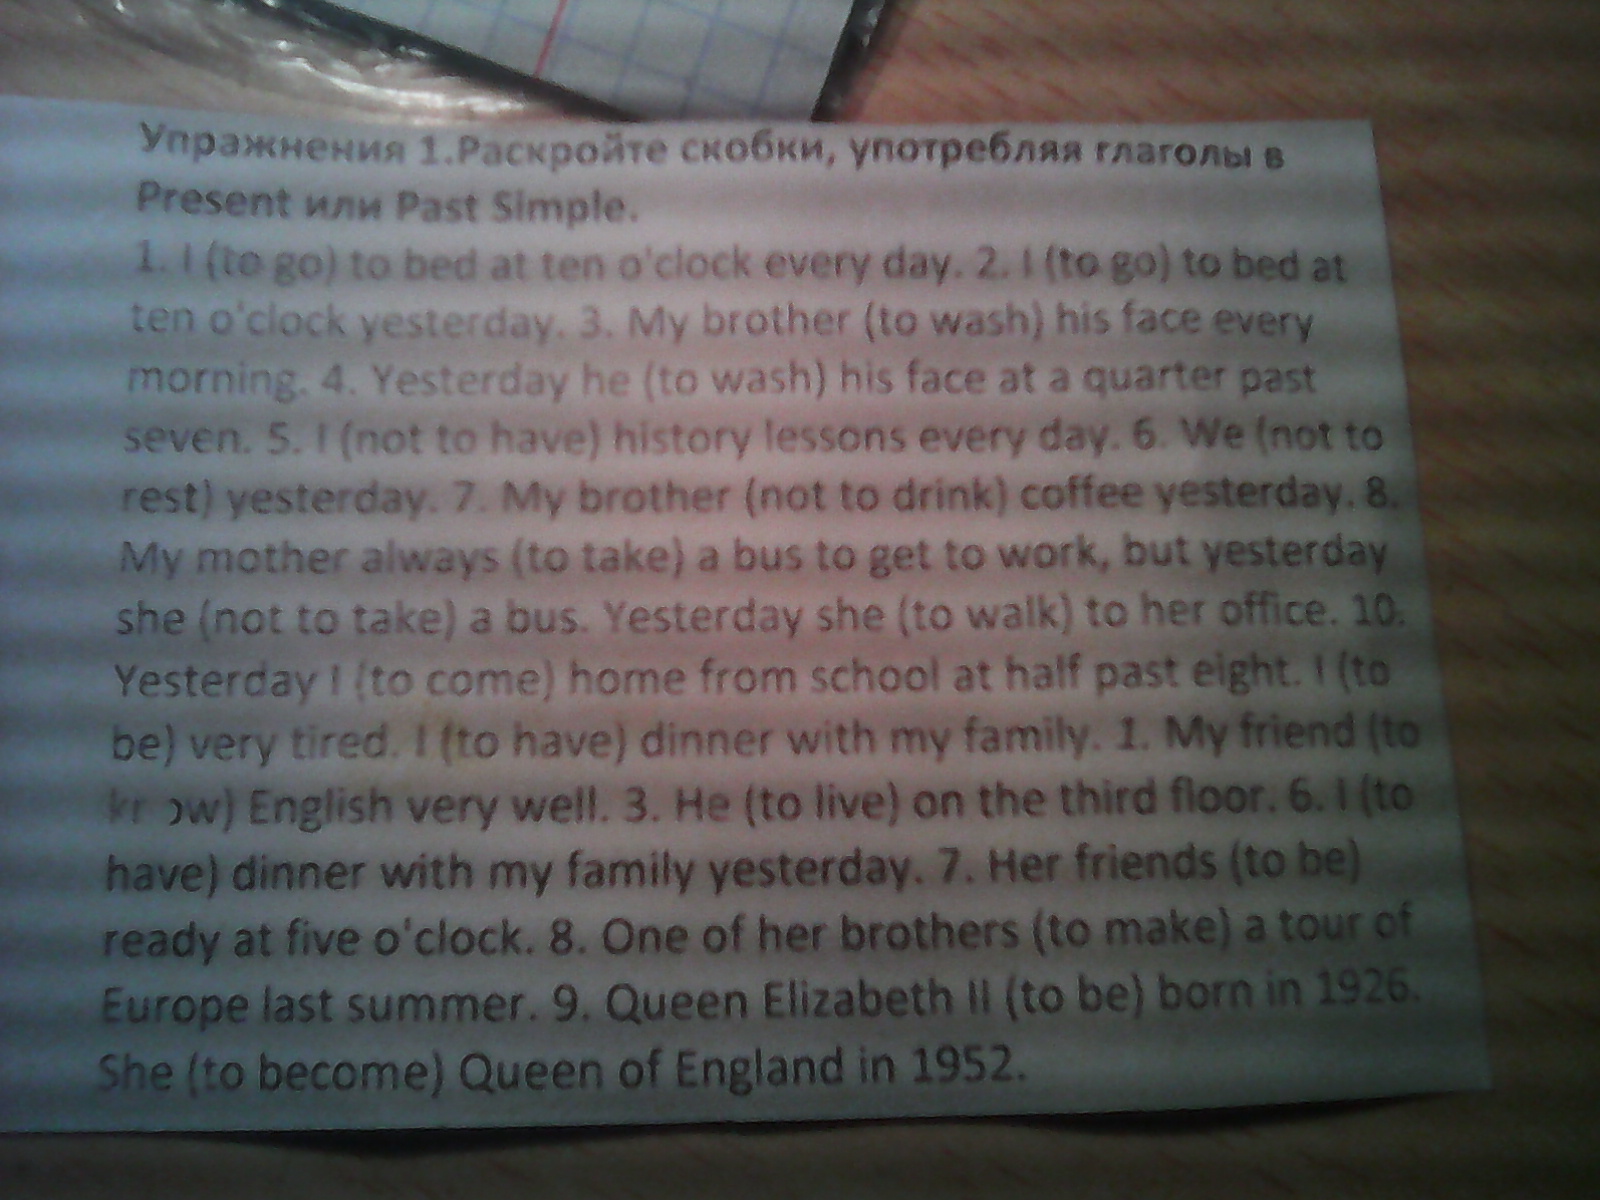 Упражнения 1.Раскройте скобки, употребляя глаголы в
Present или Past Simple.
1. I (to go) to bed at ten o'clock every day. 2. I (to go) to bed at
ten o'clock yesterday. 3. My brother (to wash) his face every
morning. 4. Yesterday he (to wash) his face at a quarter past
seven. 5. I (not to have) history lessons every day. 6. We (not to
rest) yesterday. 7. My brother (not to drink) coffee yesterday. 8.
My mother always (to take) a bus to get to work, but yesterday
she (not to take) a bus. Yesterday she (to walk) to her office. 10.
Yesterday I (to come) home from school at half past eight. I (to
be) very tired. I (to have) dinner with my family. 1. My friend (to
know) English very well. 3. He (to live) on the third floor. 6. I (to
have) dinner with my family yesterday. 7. Her friends (to be)
ready at five o'clock. 8. One of her brothers (to make) a tour of
Europe last summer. 9. Queen Elizabeth II (to be) born in 1926.
She (to become) Queen of England in 1952.